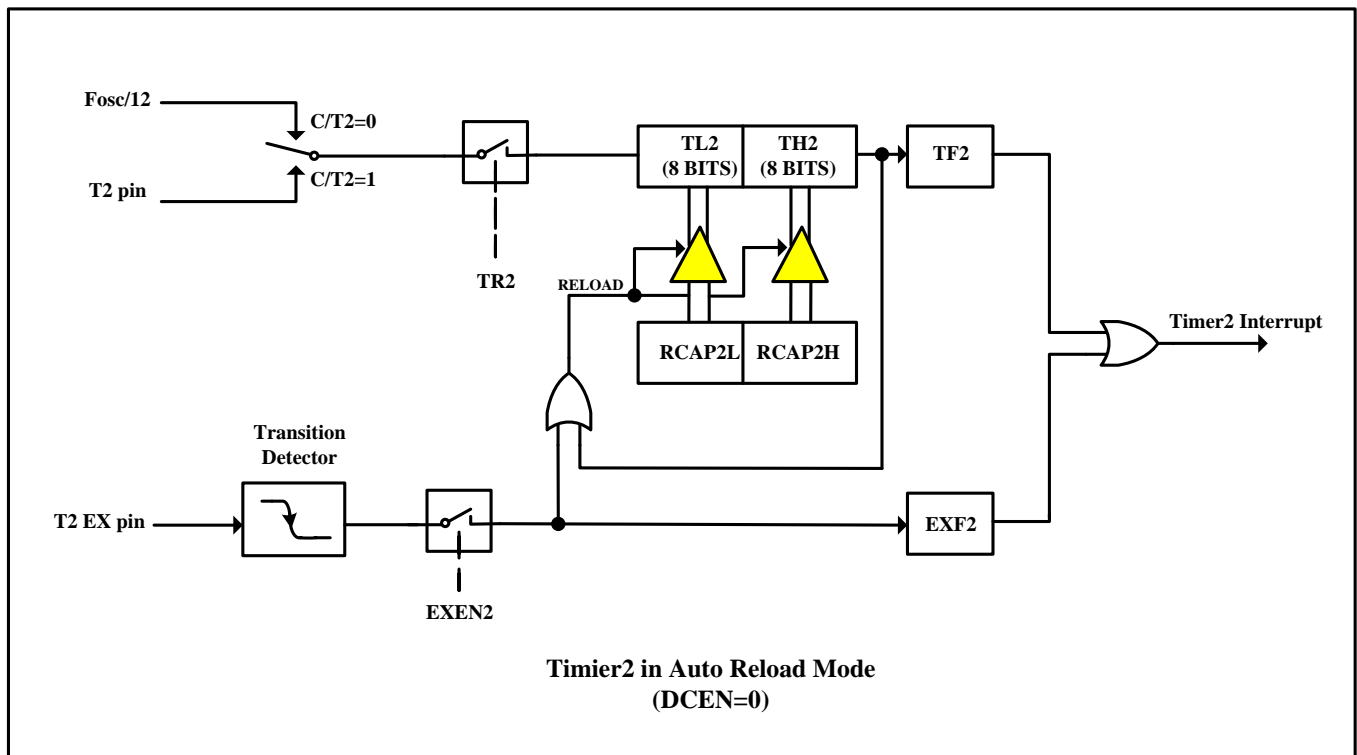 Fosc/12
C/T2=0
T2 pin
C/T2=1
TR2
TL2
(8 BITS)
TH2
(8 BITS)
TF2
RELOAD
RCAP2L
RCAP2H
Timer2 Interrupt
Transition
Detector
T2 EX pin
EXEN2
EXF2
Timier2 in Auto Reload Mode
(DCEN=0)